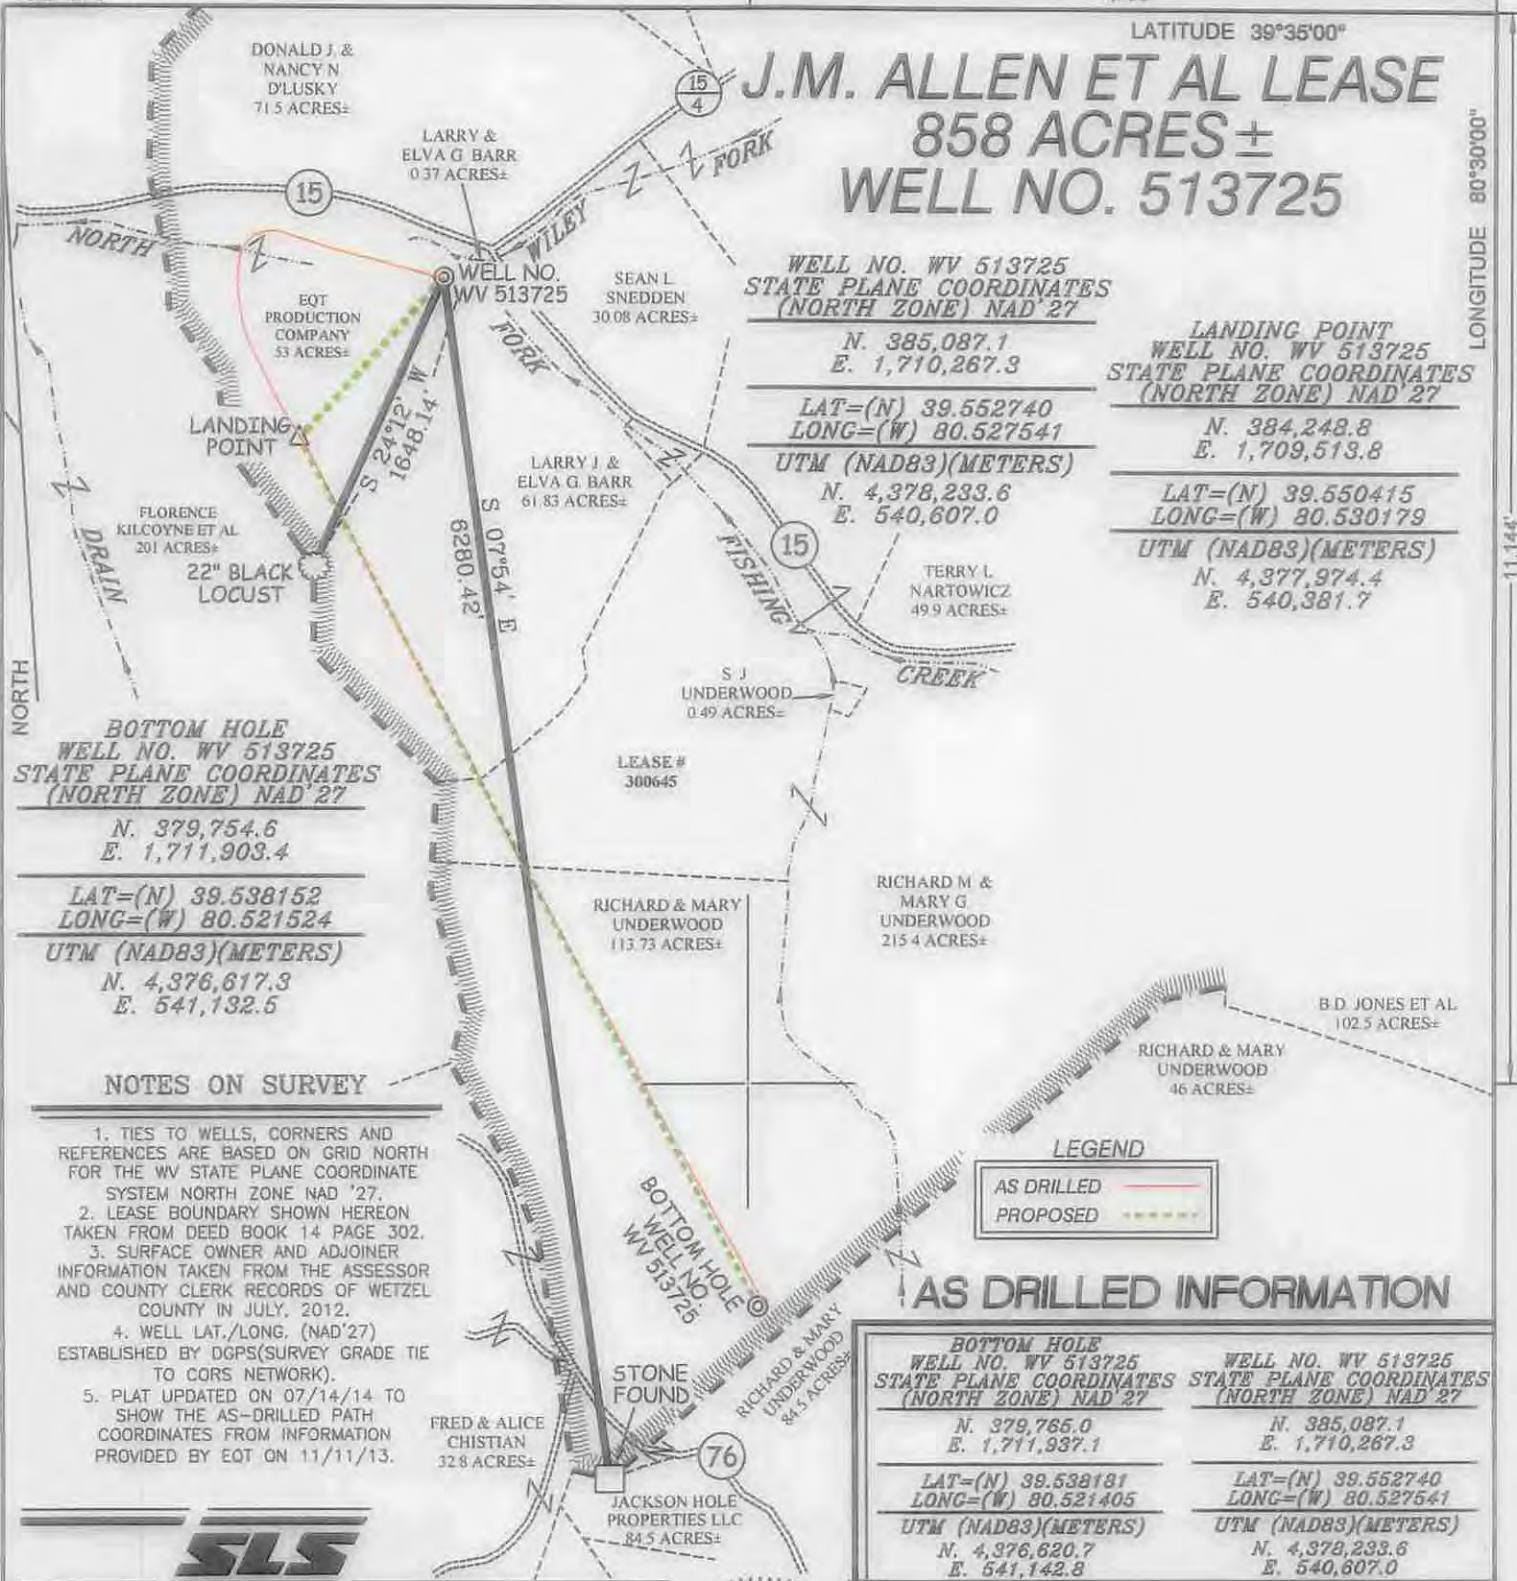 LATITUDE 39°35'00"
J.M. ALLEN ET AL LEASE
858 ACRES ±
WELL NO. 513725
LONGITUDE 80°30'00"
11,144'
DONALD J. &
NANCY N
D'LUSKY
71.5 ACRES±
LARRY &
ELVA G. BARR
0.37 ACRES±
15
4
15
NORTH
WILEY
FORK
WELL NO.
WV 513725
SEAN L.
SNEDDEN
30.08 ACRES±
EQT
PRODUCTION
COMPANY
53 ACRES±
FORK
LANDING
POINT
S 24°12' W
1648.14'
LARRY J. &
ELVA G. BARR
61.83 ACRES±
S 07°54' E
6280.42'
FLORENCE
KILCOYNE ET AL
201 ACRES±
DRAIN
22" BLACK
LOCUST
FISHING
15
TERRY L.
NARTOWICZ
49.9 ACRES±
CREEK
S J
UNDERWOOD
0.49 ACRES±
LEASE #
300645
NORTH
WELL NO. WV 513725
STATE PLANE COORDINATES
(NORTH ZONE) NAD'27
N. 385,087.1
E. 1,710,267.3
LAT=(N) 39.552740
LONG=(W) 80.527541
UTM (NAD83)(METERS)
N. 4,378,233.6
E. 540,607.0
LANDING POINT
WELL NO. WV 513725
STATE PLANE COORDINATES
(NORTH ZONE) NAD'27
N. 384,248.8
E. 1,709,513.8
LAT=(N) 39.550415
LONG=(W) 80.530179
UTM (NAD83)(METERS)
N. 4,377,974.4
E. 540,381.7
BOTTOM HOLE
WELL NO. WV 513725
STATE PLANE COORDINATES
(NORTH ZONE) NAD'27
N. 379,754.6
E. 1,711,903.4
LAT=(N) 39.538152
LONG=(W) 80.521524
UTM (NAD83)(METERS)
N. 4,376,617.3
E. 541,132.5
RICHARD & MARY
UNDERWOOD
113.73 ACRES±
RICHARD M &
MARY G
UNDERWOOD
215.4 ACRES±
B.D. JONES ET AL
102.5 ACRES±
RICHARD & MARY
UNDERWOOD
46 ACRES±
NOTES ON SURVEY
1. TIES TO WELLS, CORNERS AND
REFERENCES ARE BASED ON GRID NORTH
FOR THE WV STATE PLANE COORDINATE
SYSTEM NORTH ZONE NAD '27.
2. LEASE BOUNDARY SHOWN HEREON
TAKEN FROM DEED BOOK 14 PAGE 302.
3. SURFACE OWNER AND ADJOINER
INFORMATION TAKEN FROM THE ASSESSOR
AND COUNTY CLERK RECORDS OF WETZEL
COUNTY IN JULY, 2012.
4. WELL LAT./LONG. (NAD'27)
ESTABLISHED BY DGPS(SURVEY GRADE TIE
TO CORS NETWORK).
5. PLAT UPDATED ON 07/14/14 TO
SHOW THE AS-DRILLED PATH
COORDINATES FROM INFORMATION
PROVIDED BY EQT ON 11/11/13.
LEGEND
AS DRILLED
PROPOSED
BOTTOM HOLE
WELL NO.
WV 513725
STONE
FOUND
RICHARD & MARY
UNDERWOOD
84.5 ACRES±
FRED & ALICE
CHISTIAN
32.8 ACRES±
76
JACKSON HOLE
PROPERTIES LLC
84.5 ACRES±
SLS
AS DRILLED INFORMATION
BOTTOM HOLE
WELL NO. WV 513725
STATE PLANE COORDINATES
(NORTH ZONE) NAD'27
N. 379,765.0
E. 1,711,937.1
LAT=(N) 39.538181
LONG=(W) 80.521405
UTM (NAD83)(METERS)
N. 4,376,620.7
E. 541,142.8
WELL NO. WV 513725
STATE PLANE COORDINATES
(NORTH ZONE) NAD'27
N. 385,087.1
E. 1,710,267.3
LAT=(N) 39.552740
LONG=(W) 80.527541
UTM (NAD83)(METERS)
N. 4,378,233.6
E. 540,607.0